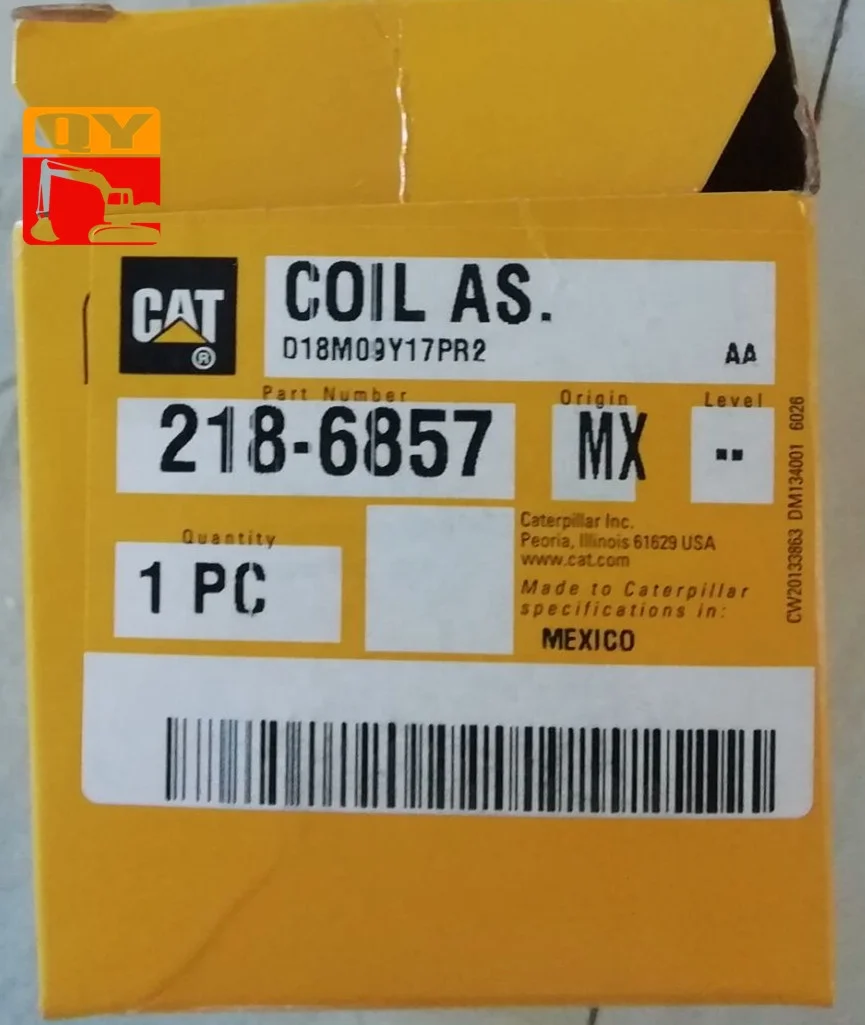 QY
CAT
®
COIL AS.
D18M09Y17PR2 AA
Part Number Origin Level
218-6857 MX --
Quantity
1 PC
Caterpillar Inc.
Peoria, Illinois 61629 USA
www.cat.com
Made to Caterpillar
specifications in:
MEXICO
CW20133863 DM134001 6026